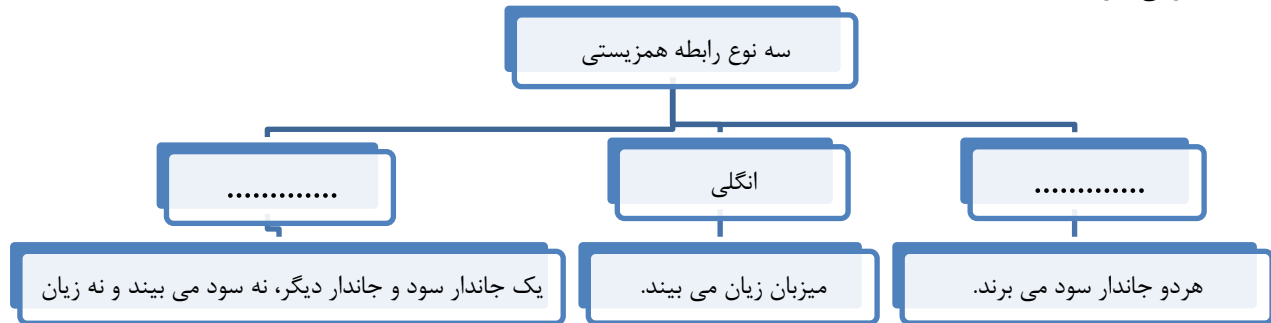 سه نوع رابطه همزیستی
.............
انگلی
.............
هردو جاندار سود می برند.
میزبان زیان می بیند.
یک جاندار سود و جاندار دیگر، نه سود می بیند و نه زیان